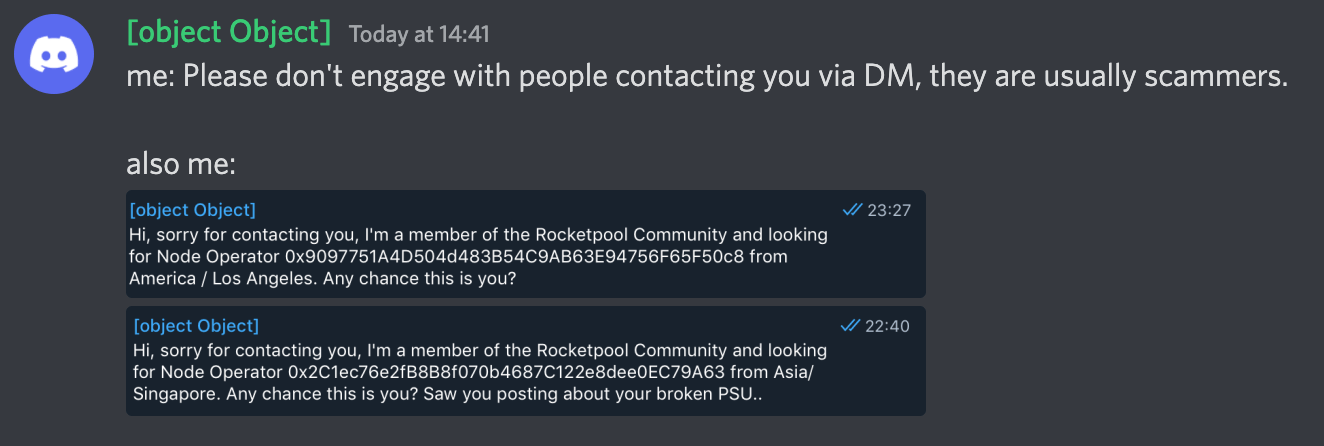 [object Object] Today at 14:41
me: Please don't engage with people contacting you via DM, they are usually scammers.
also me:
[object Object] 23:27
Hi, sorry for contacting you, I'm a member of the Rocketpool Community and looking
for Node Operator 0x9097751A4D504d483B54C9AB63E94756F65F50c8 from
America / Los Angeles. Any chance this is you?
[object Object] 22:40
Hi, sorry for contacting you, I'm a member of the Rocketpool Community and looking
for Node Operator 0x2C1ec76e2fB8B8f070b4687C122e8dee0EC79A63 from Asia/
Singapore. Any chance this is you? Saw you posting about your broken PSU..